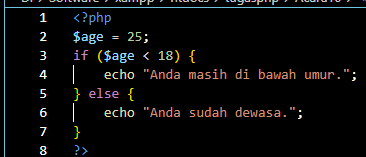 1 <?php
2 $age = 25;
3 if ($age < 18) {
4 echo "Anda masih di bawah umur.";
5 } else {
6 echo "Anda sudah dewasa.";
7 }
8 ?>